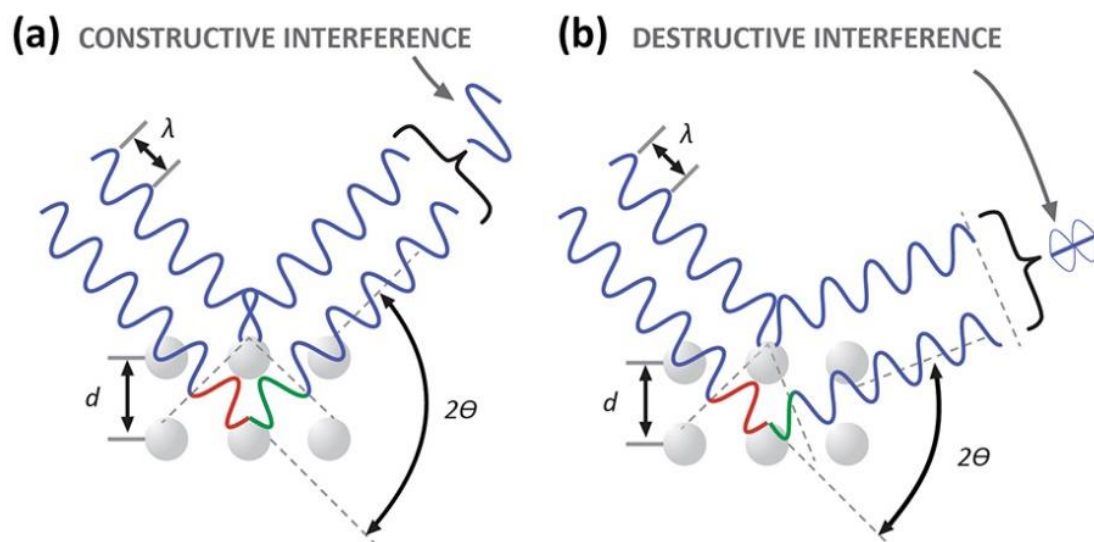 (a) CONSTRUCTIVE INTERFERENCE
(b) DESTRUCTIVE INTERFERENCE
λ
λ
d
2Θ
d
2Θ